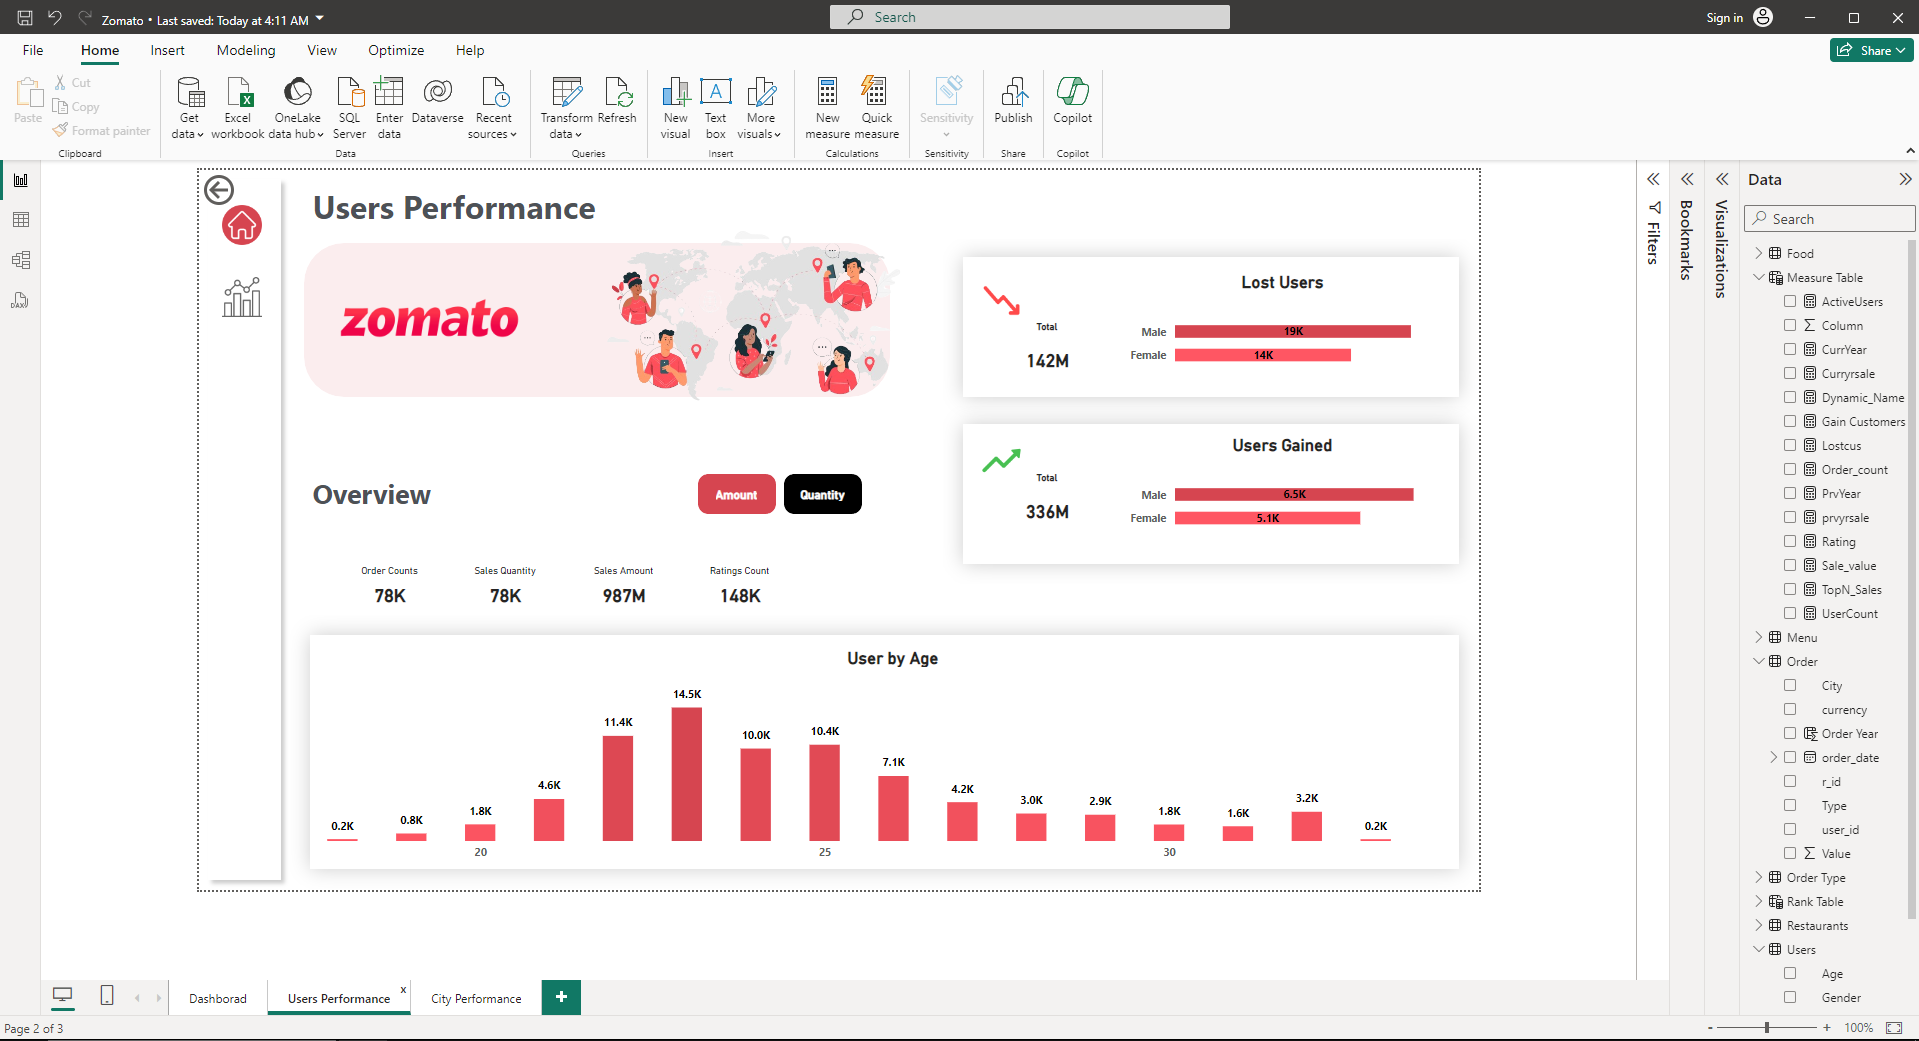 Zomato • Last saved: Today at 4:11 AM
Search
Sign in
File
Home
Insert
Modeling
View
Optimize
Help
Share
Paste
Cut
Copy
Format painter
Clipboard
Get data
Excel workbook
OneLake data hub
SQL Server
Enter data
Dataverse
Recent sources
Data
Transform data
Refresh
Queries
New visual
Text box
More visuals
Insert
New measure
Quick measure
Calculations
Sensitivity
Sensitivity
Publish
Share
Copilot
Copilot
DAX
Users Performance
zomato
Lost Users
Total
142M
Male
19K
Female
14K
Users Gained
Total
336M
Male
6.5K
Female
5.1K
Overview
Amount
Quantity
Order Counts
78K
Sales Quantity
78K
Sales Amount
987M
Ratings Count
148K
User by Age
0.2K
0.8K
1.8K
4.6K
11.4K
14.5K
10.0K
10.4K
7.1K
4.2K
3.0K
2.9K
1.8K
1.6K
3.2K
0.2K
20
25
30
Filters
Bookmarks
Visualizations
Data
Search
Food
Measure Table
ActiveUsers
Column
CurrYear
Curryrsale
Dynamic_Name
Gain Customers
Lostcus
Order_count
PrvYear
prvyrsale
Rating
Sale_value
TopN_Sales
UserCount
Menu
Order
City
currency
Order Year
order_date
r_id
Type
user_id
Value
Order Type
Rank Table
Restaurants
Users
Age
Gender
Dashborad
Users Performance
x
City Performance
+
Page 2 of 3
- + 100%